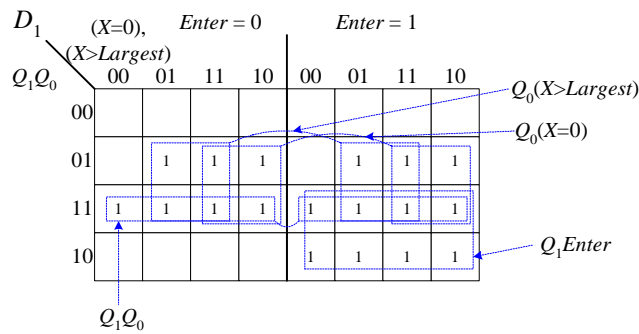 D1 (X=0), (X>Largest) Enter = 0 Enter = 1
Q1Q0 00 01 11 10 00 01 11 10
Q0(X>Largest)
00
Q0(X=0)
01 1 1 1 1 1 1
11 1 1 1 1 1 1 1 1
10 1 1 1 1
Q1Enter
Q1Q0